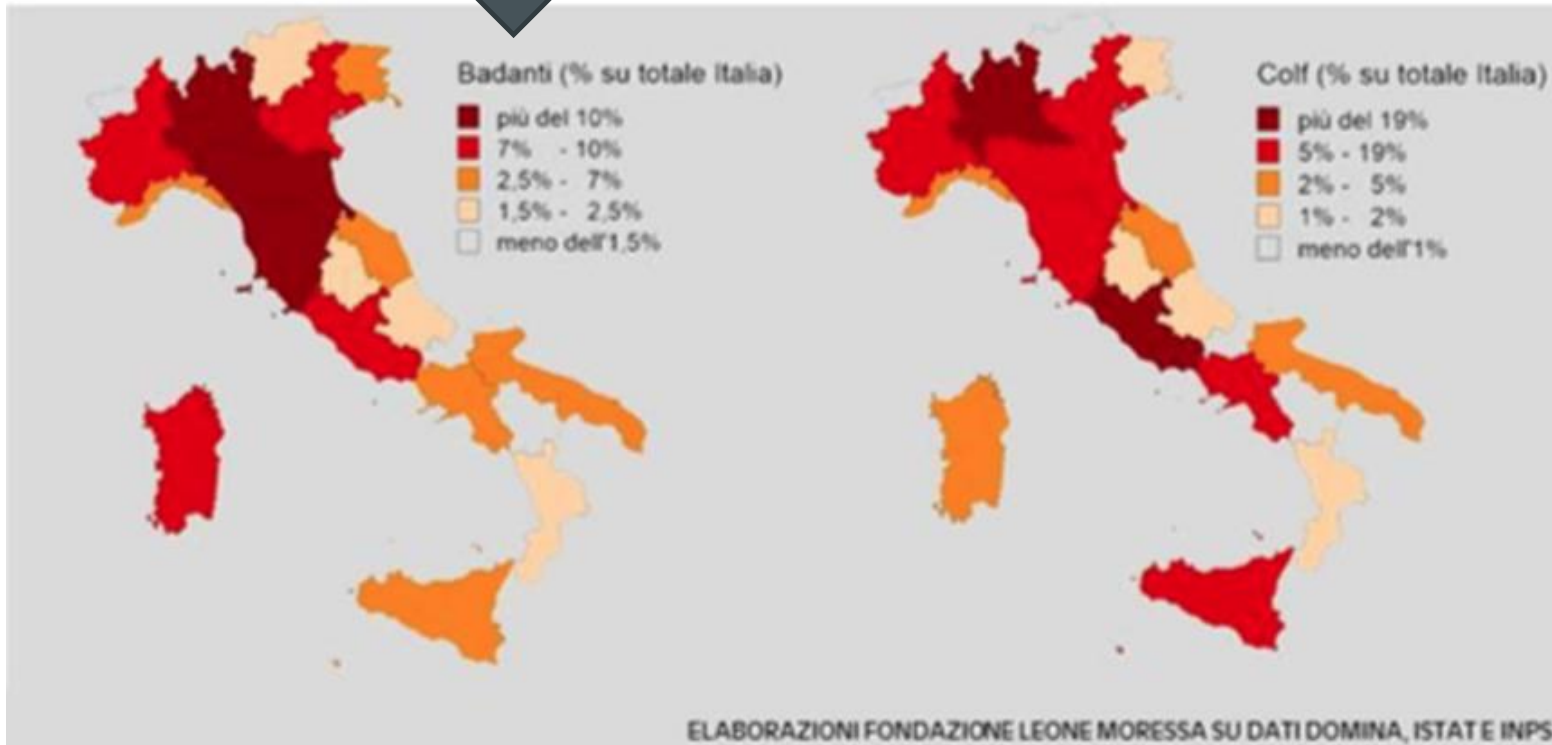 Badanti (% su totale Italia)
più del 10%
7% - 10%
2,5% - 7%
1,5% - 2,5%
meno dell'1,5%
Colf (% su totale Italia)
più del 19%
5% - 19%
2% - 5%
1% - 2%
meno dell'1%
ELABORAZIONI FONDAZIONE LEONE MORESSA SU DATI DOMINA, ISTAT E INPS